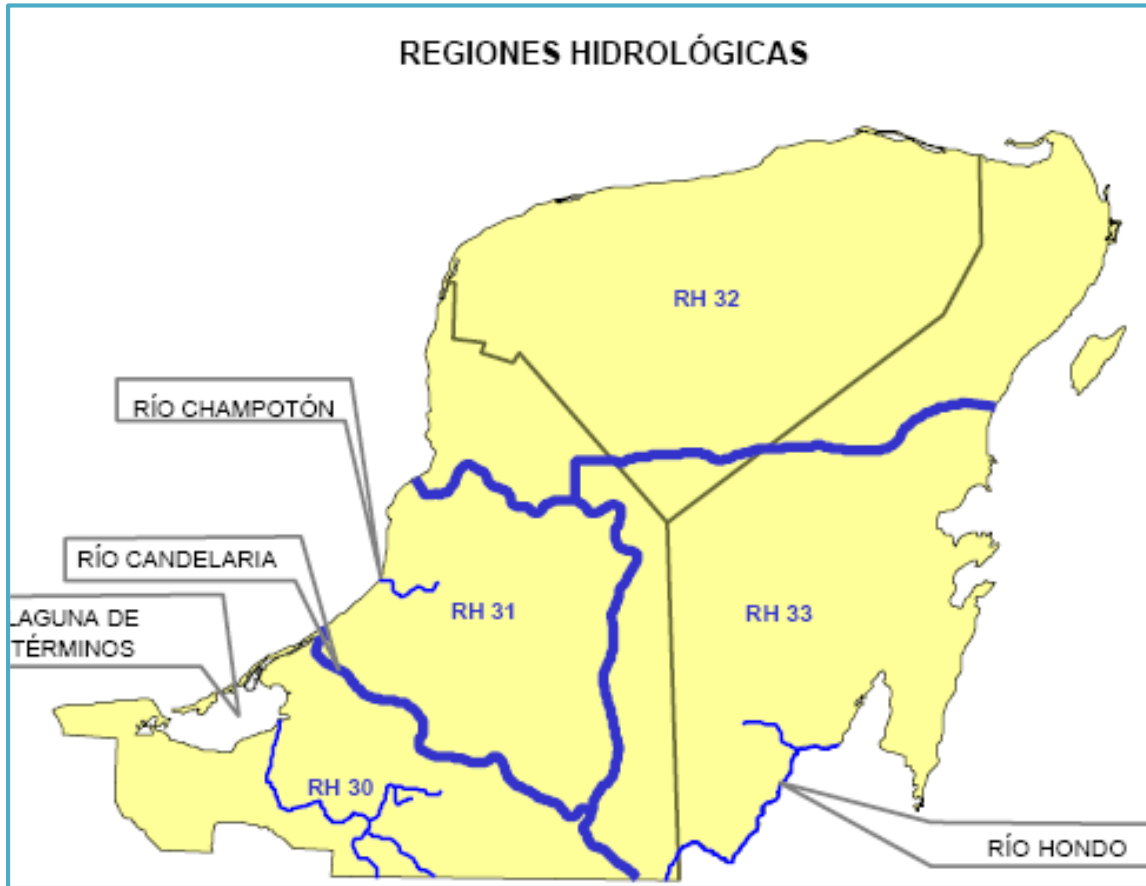 REGIONES HIDROLÓGICAS
RH 32
RÍO CHAMPOTÓN
RÍO CANDELARIA
LAGUNA DE
TÉRMINOS
RH 31
RH 33
RH 30
RÍO HONDO